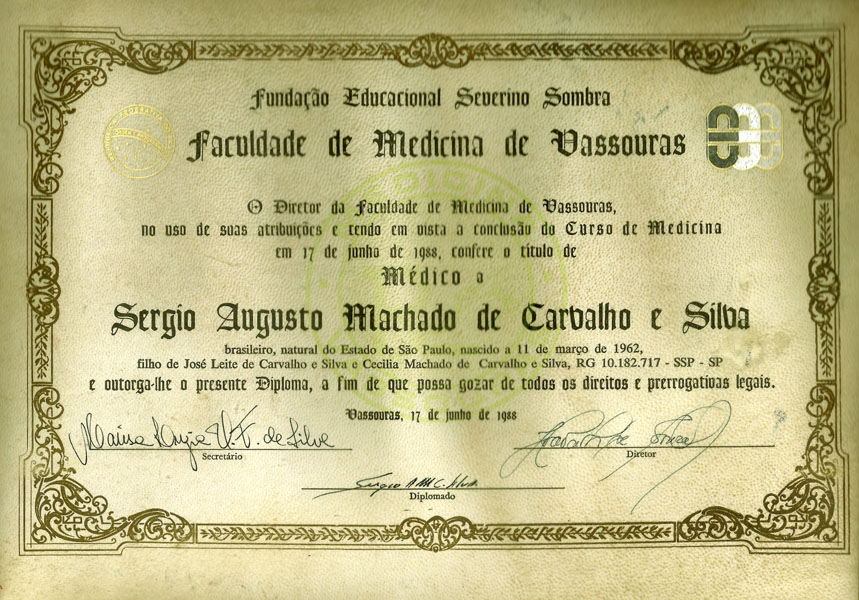 Fundação Educacional Severino Sombra
Faculdade de Medicina de Vassouras
O Diretor da Faculdade de Medicina de Vassouras,
no uso de suas atribuições e tendo em vista a conclusão do Curso de Medicina
em 17 de junho de 1988, confere o título de
Médico a
Sergio Augusto Machado de Carvalho e Silva
brasileiro, natural do Estado de São Paulo, nascido a 11 de março de 1962,
filho de José Leite de Carvalho e Silva e Cecilia Machado de Carvalho e Silva, RG 10.182.717 - SSP - SP
e outorga-lhe o presente Diploma, a fim de que possa gozar de todos os direitos e prerrogativas legais.
Vassouras, 17 de junho de 1988
Secretário
Diretor
Diplomado